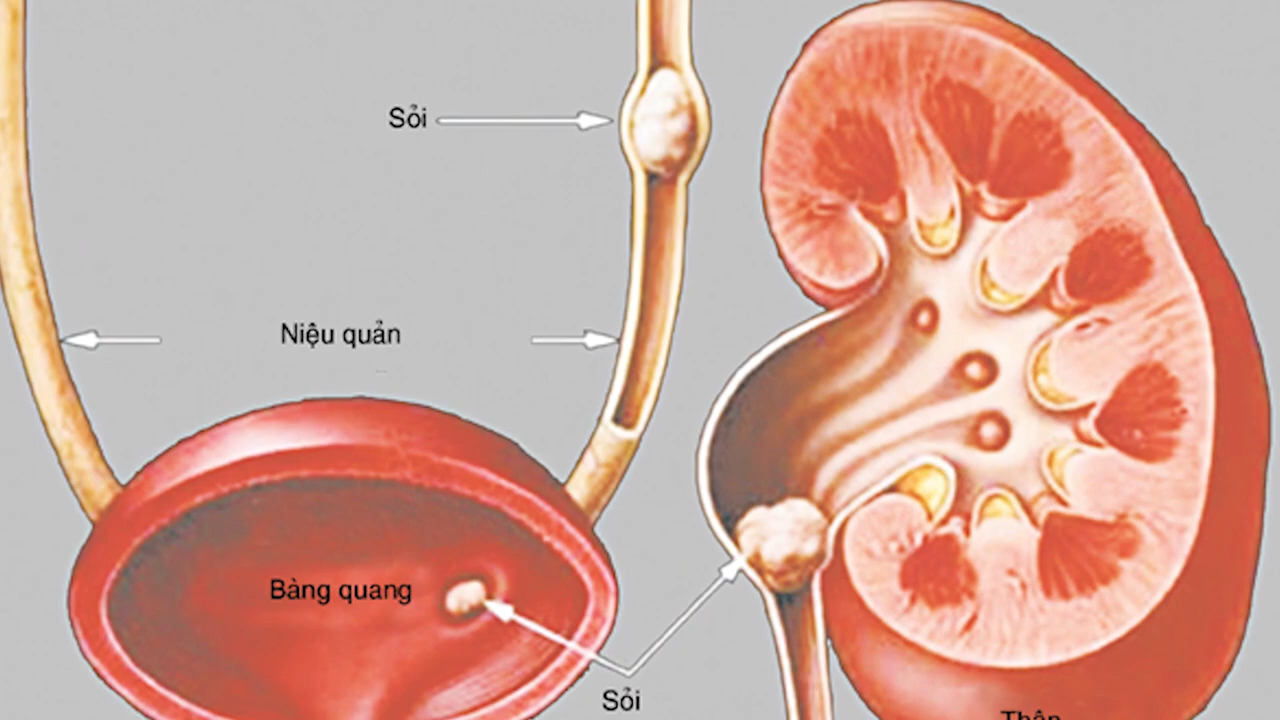 Sỏi
Niệu quản
Bàng quang
Sỏi
Thận